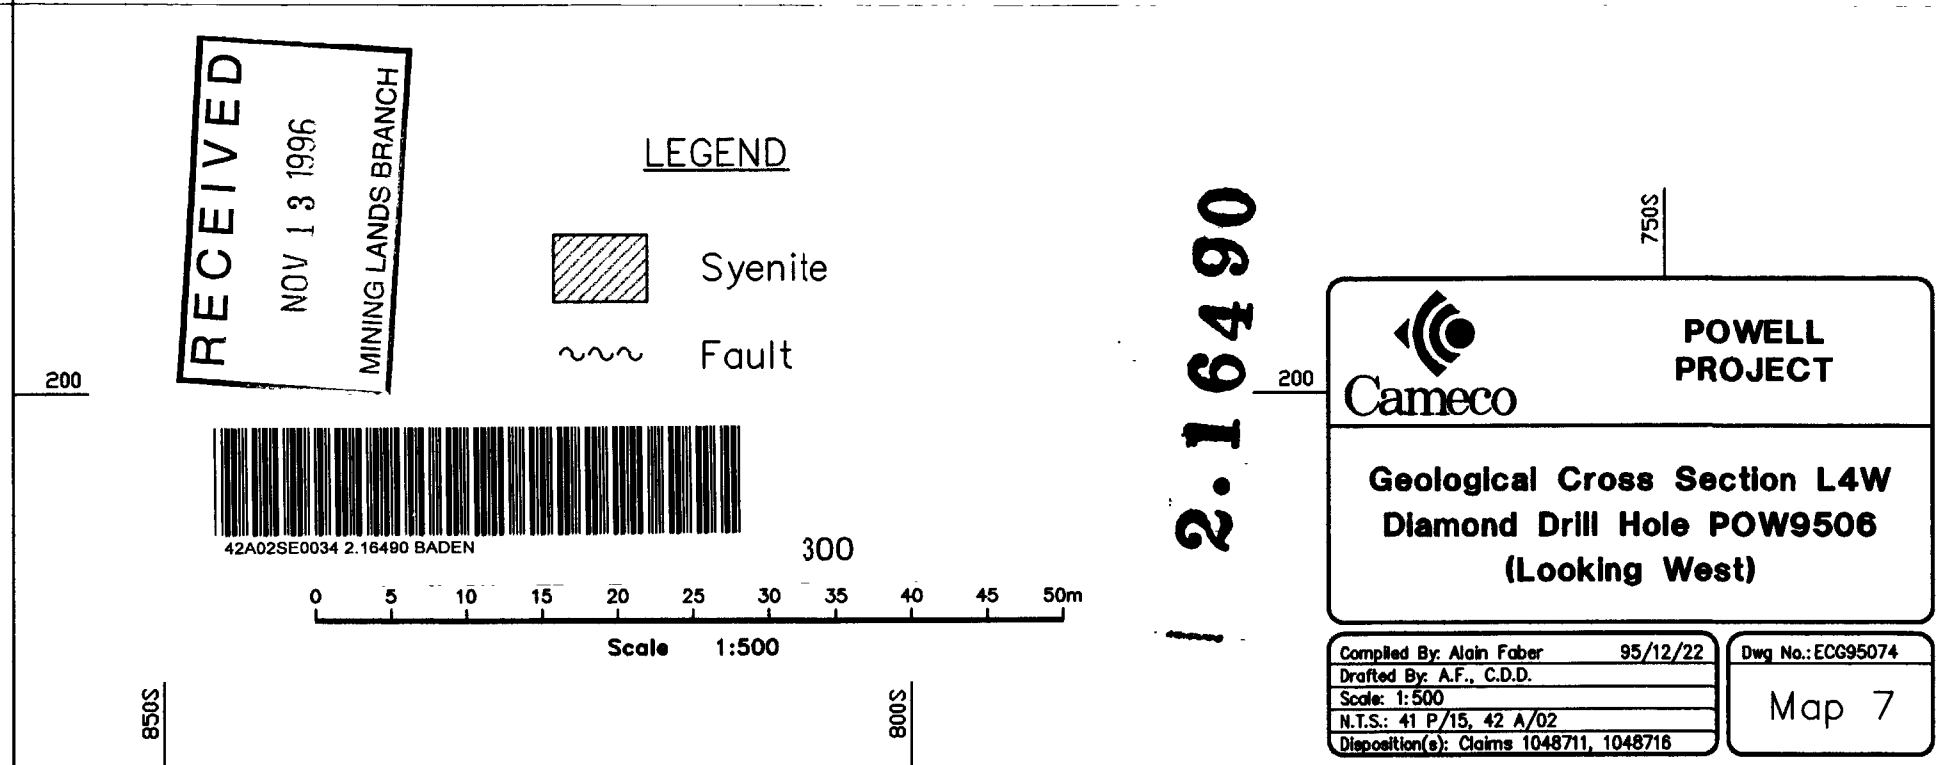 RECEIVED
NOV 13 1996
MINING LANDS BRANCH
LEGEND
Syenite
Fault
200
42A02SE0034 2.16490 BADEN
300
0 5 10 15 20 25 30 35 40 45 50m
Scale 1:500
850S
800S
2.16490
750S
200
Cameco
POWELL
PROJECT
Geological Cross Section L4W
Diamond Drill Hole POW9506
(Looking West)
Compiled By: Alain Faber 95/12/22
Drafted By: A.F., C.D.D.
Scale: 1:500
N.T.S.: 41 P/15, 42 A/02
Disposition(s): Claims 1048711, 1048716
Dwg No.: ECG95074
Map 7